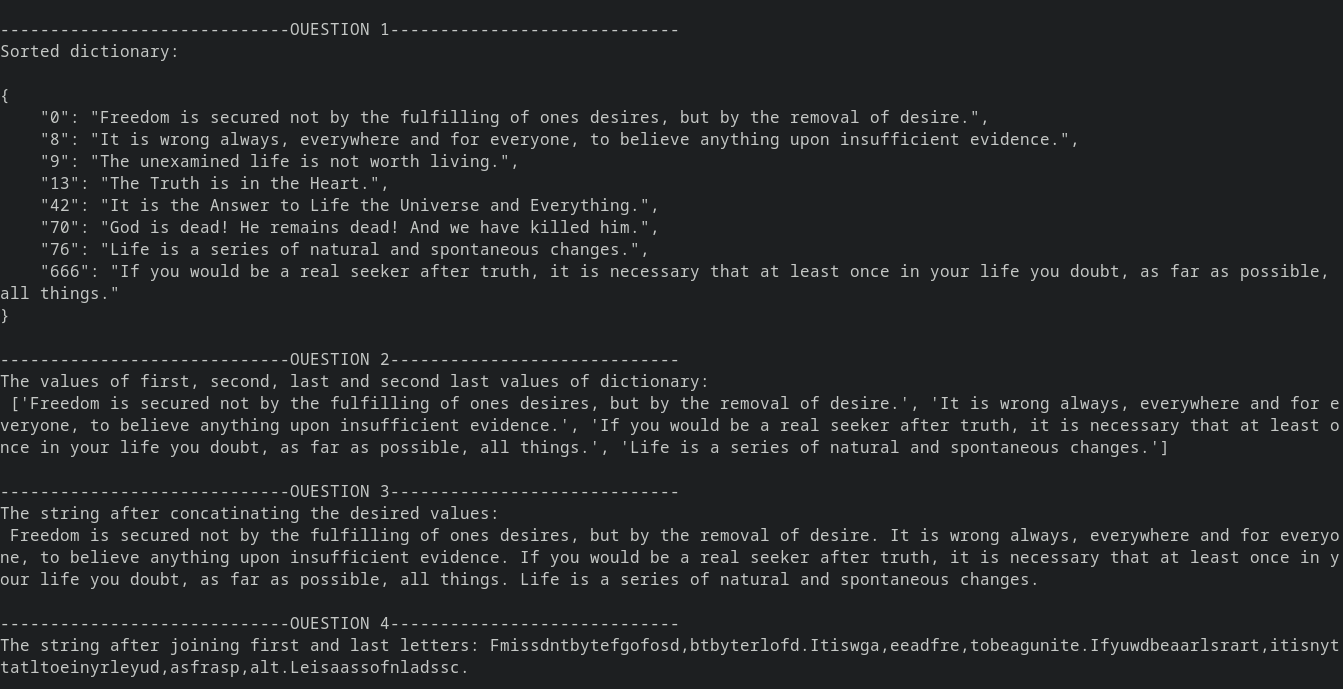 -----------------------------OUESTION 1-----------------------------
Sorted dictionary:
{
    "0": "Freedom is secured not by the fulfilling of ones desires, but by the removal of desire.",
    "8": "It is wrong always, everywhere and for everyone, to believe anything upon insufficient evidence.",
    "9": "The unexamined life is not worth living.",
    "13": "The Truth is in the Heart.",
    "42": "It is the Answer to Life the Universe and Everything.",
    "70": "God is dead! He remains dead! And we have killed him.",
    "76": "Life is a series of natural and spontaneous changes.",
    "666": "If you would be a real seeker after truth, it is necessary that at least once in your life you doubt, as far as possible,
all things."
}
-----------------------------OUESTION 2-----------------------------
The values of first, second, last and second last values of dictionary:
 ['Freedom is secured not by the fulfilling of ones desires, but by the removal of desire.', 'It is wrong always, everywhere and for e
veryone, to believe anything upon insufficient evidence.', 'If you would be a real seeker after truth, it is necessary that at least o
nce in your life you doubt, as far as possible, all things.', 'Life is a series of natural and spontaneous changes.']
-----------------------------OUESTION 3-----------------------------
The string after concatinating the desired values:
 Freedom is secured not by the fulfilling of ones desires, but by the removal of desire. It is wrong always, everywhere and for everyo
ne, to believe anything upon insufficient evidence. If you would be a real seeker after truth, it is necessary that at least once in y
our life you doubt, as far as possible, all things. Life is a series of natural and spontaneous changes.
-----------------------------OUESTION 4-----------------------------
The string after joining first and last letters: Fmissdntbytefgofosd,btbyterlofd.Itiswga,eeadfre,tobeagunite.Ifyuwdbeaarlsrart,itisnyt
tatltoeinyrleyud,asfrasp,alt.Leisaassofnladssc.